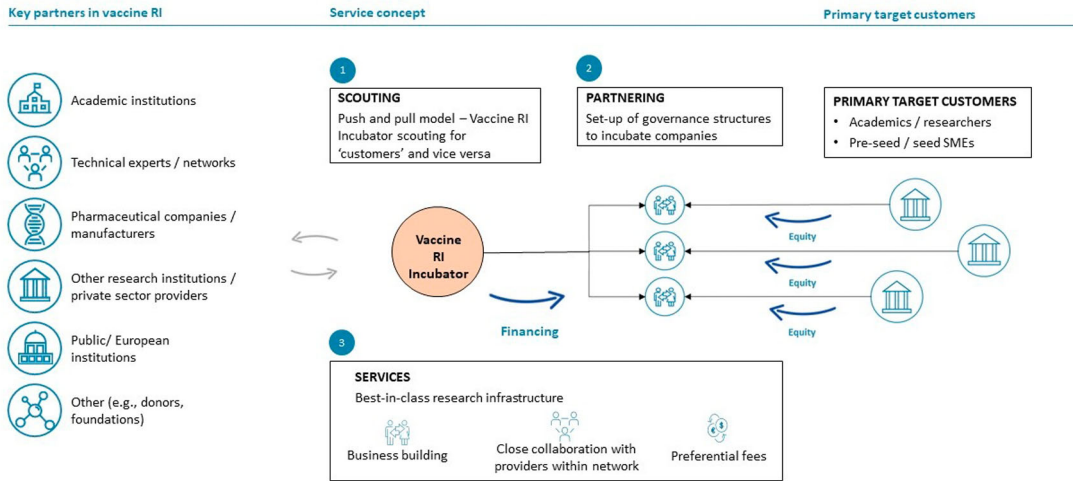 Key partners in vaccine RI
Service concept
Primary target customers
Academic institutions
Technical experts / networks
Pharmaceutical companies /
manufacturers
Other research institutions /
private sector providers
Public/ European
institutions
Other (e.g., donors,
foundations)
1
SCOUTING
Push and pull model – Vaccine RI
Incubator scouting for
‘customers’ and vice versa
2
PARTNERING
Set-up of governance structures
to incubate companies
PRIMARY TARGET CUSTOMERS
• Academics / researchers
• Pre-seed / seed SMEs
Vaccine
RI
Incubator
Financing
Equity
Equity
Equity
3
SERVICES
Best-in-class research infrastructure
Business building
Close collaboration with
providers within network
€ $
Preferential fees